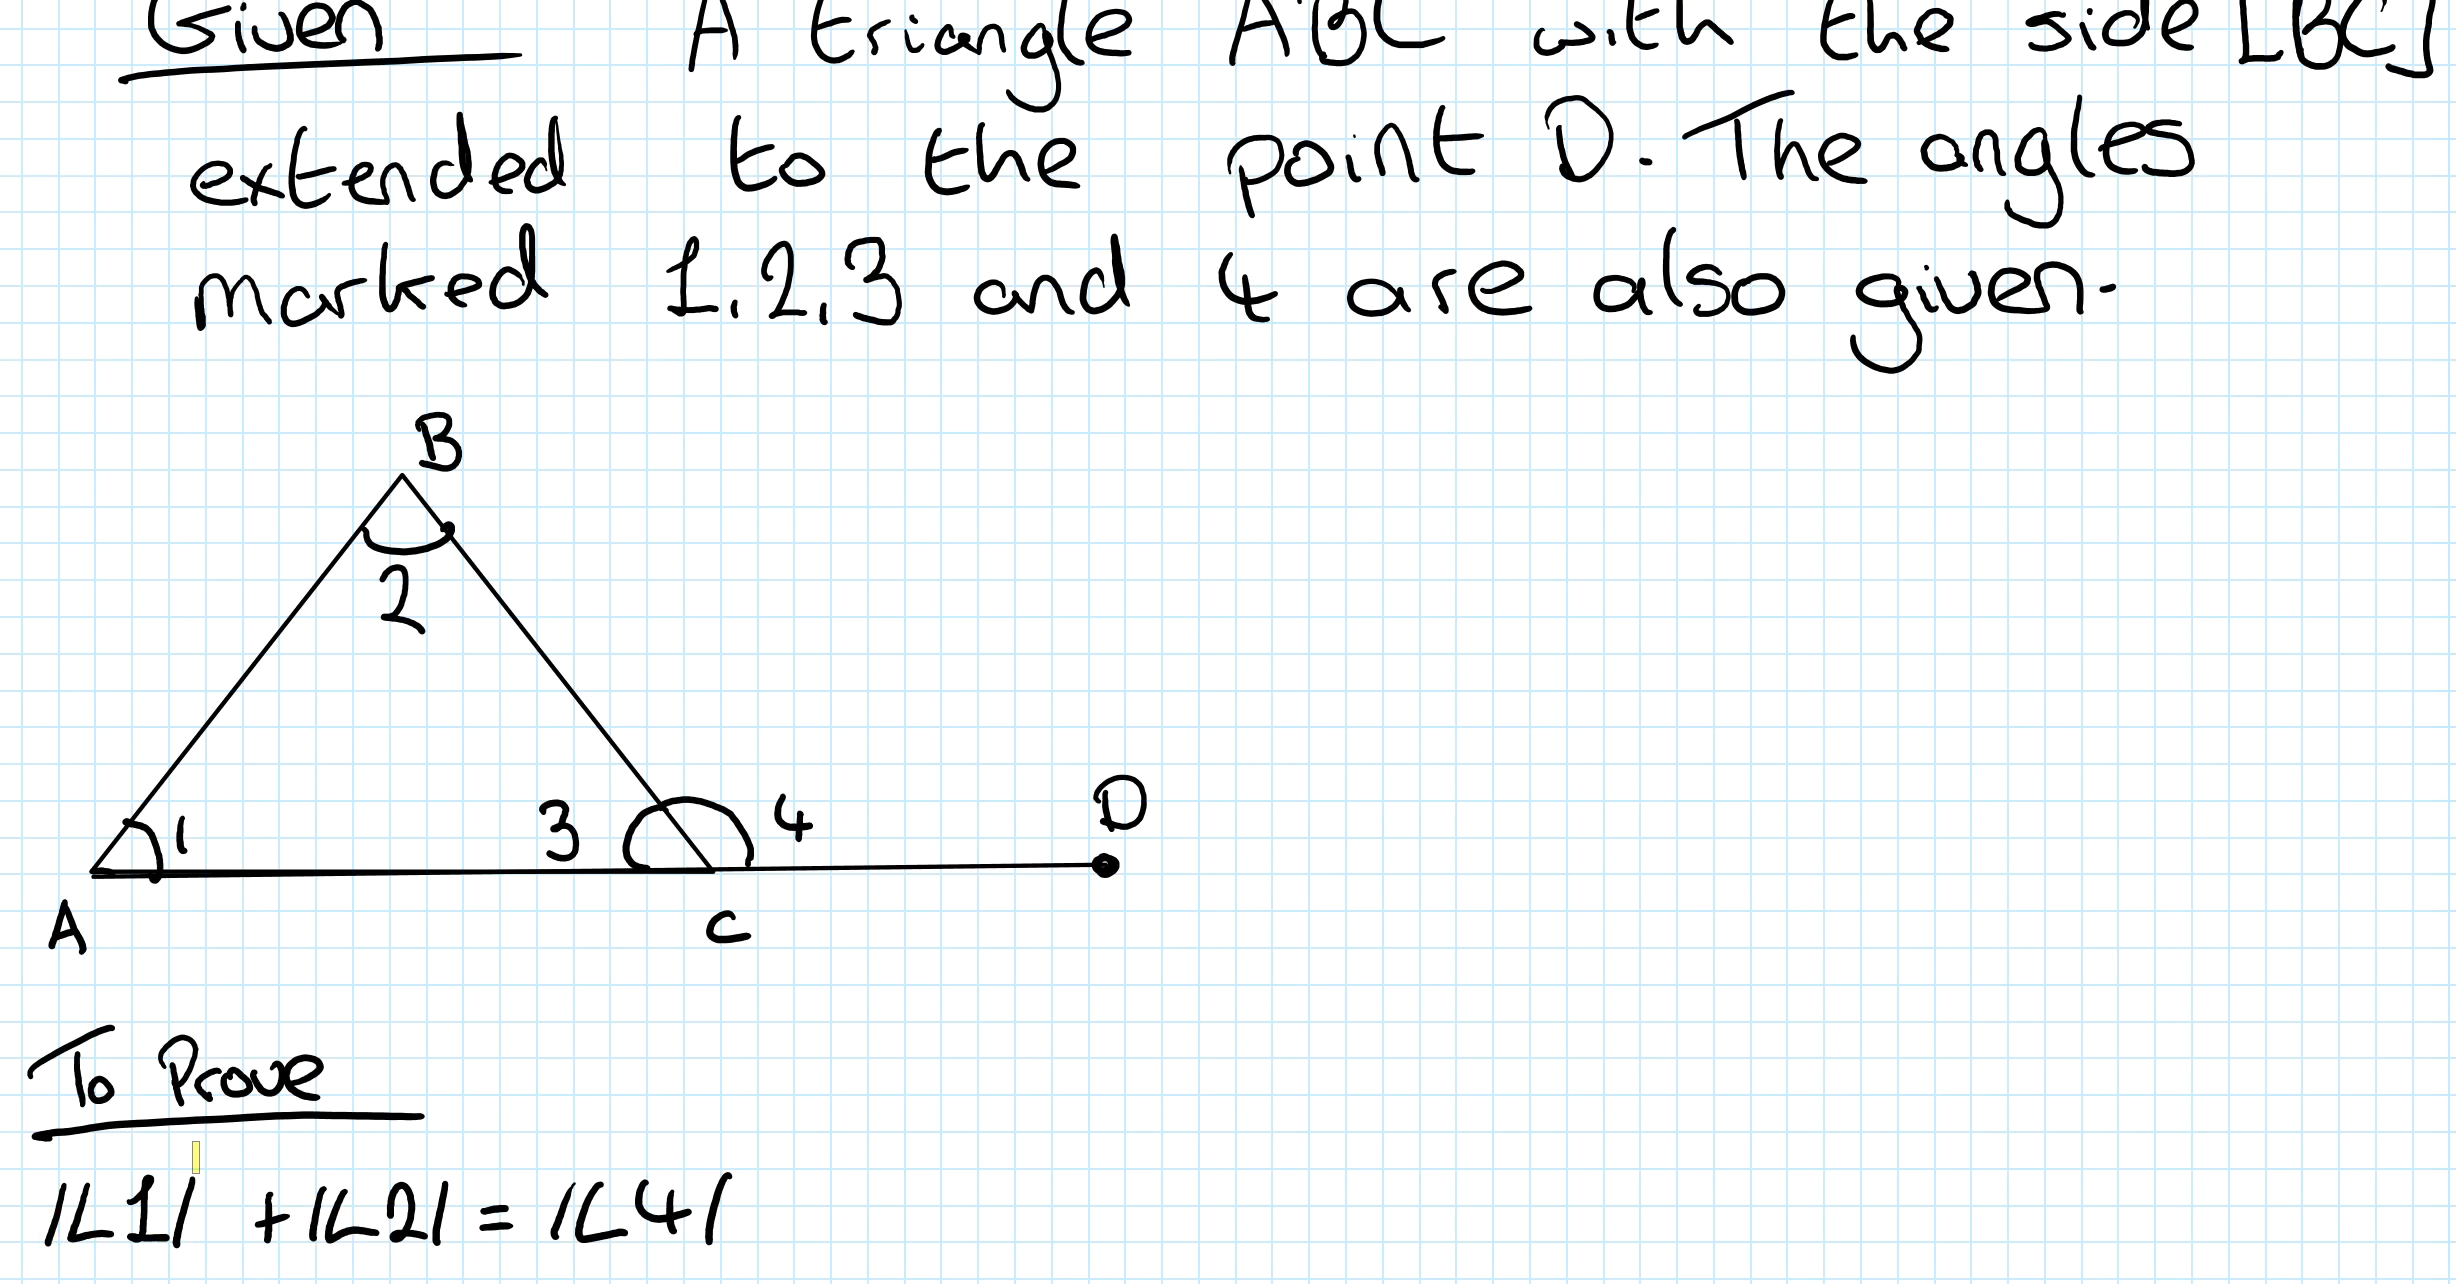 Given A triangle ABC with the side [BC]
extended to the point D. The angles
marked 1,2,3 and 4 are also given.
B
2
1
3
4
D
A
C
To Prove
|∠1| + |∠2| = |∠4|